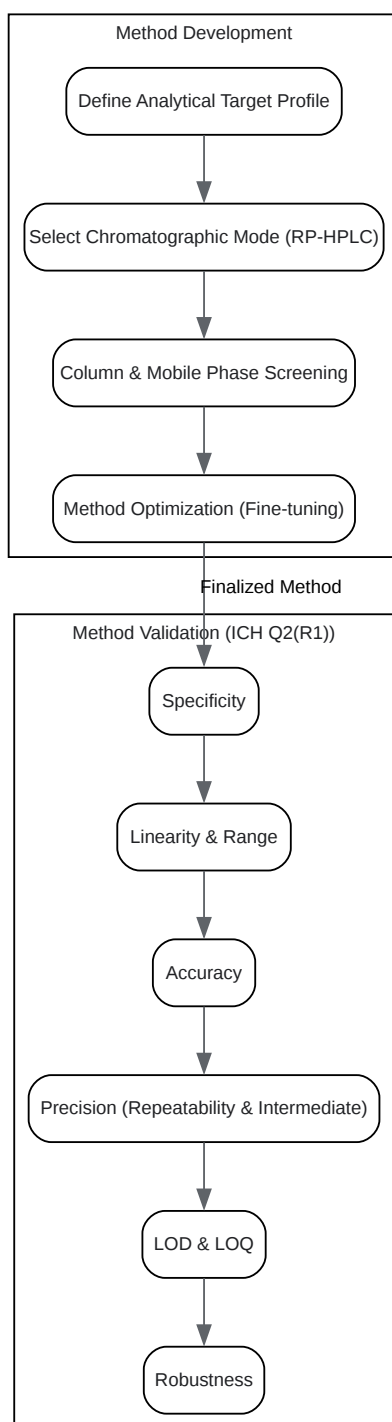 Method Development
Define Analytical Target Profile
Select Chromatographic Mode (RP-HPLC)
Column & Mobile Phase Screening
Method Optimization (Fine-tuning)
Finalized Method
Method Validation (ICH Q2(R1))
Specificity
Linearity & Range
Accuracy
Precision (Repeatability & Intermediate)
LOD & LOQ
Robustness